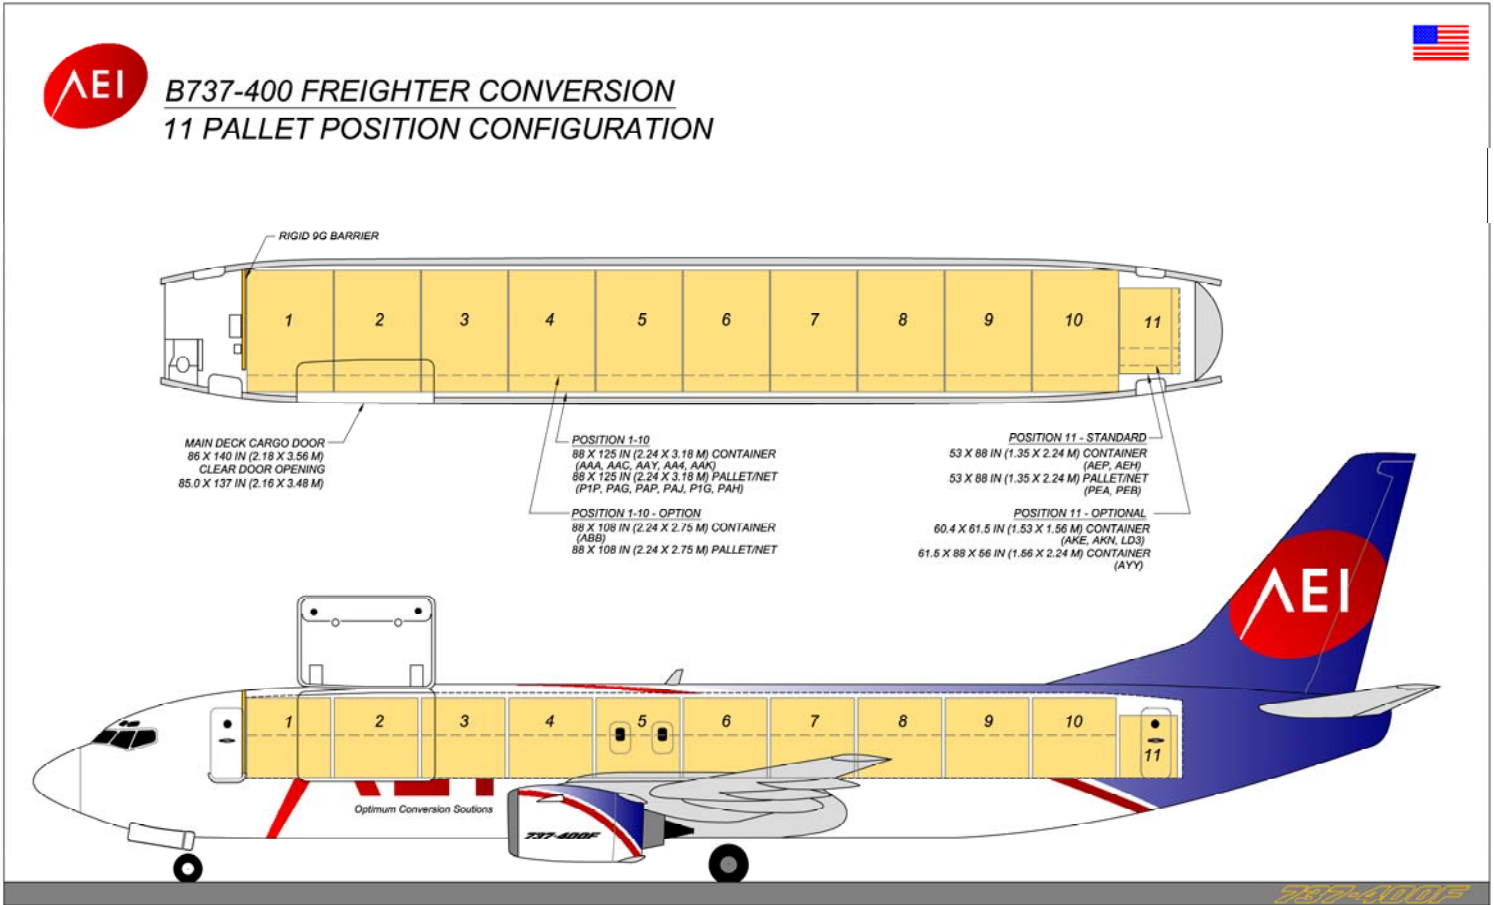 AEI
B737-400 FREIGHTER CONVERSION
11 PALLET POSITION CONFIGURATION
RIGID 9G BARRIER
1 2 3 4 5 6 7 8 9 10 11
MAIN DECK CARGO DOOR
86 X 140 IN (2.18 X 3.56 M)
CLEAR DOOR OPENING
85.0 X 137 IN (2.16 X 3.48 M)
POSITION 1-10
88 X 125 IN (2.24 X 3.18 M) CONTAINER
(AAA, AAC, AAY, AA4, AAK)
88 X 125 IN (2.24 X 3.18 M) PALLET/NET
(P1P, PAG, PAP, PAJ, P1G, PAH)
POSITION 1-10 - OPTION
88 X 108 IN (2.24 X 2.75 M) CONTAINER
(ABB)
88 X 108 IN (2.24 X 2.75 M) PALLET/NET
POSITION 11 - STANDARD
53 X 88 IN (1.35 X 2.24 M) CONTAINER
(AEP, AEH)
53 X 88 IN (1.35 X 2.24 M) PALLET/NET
(PEA, PEB)
POSITION 11 - OPTIONAL
60.4 X 61.5 IN (1.53 X 1.56 M) CONTAINER
(AKE, AKN, LD3)
61.5 X 88 X 56 IN (1.56 X 2.24 M) CONTAINER
(AYY)
AEI
1 2 3 4 5 6 7 8 9 10 11
AEI
Optimum Conversion Soutions
737-400F
737-400F